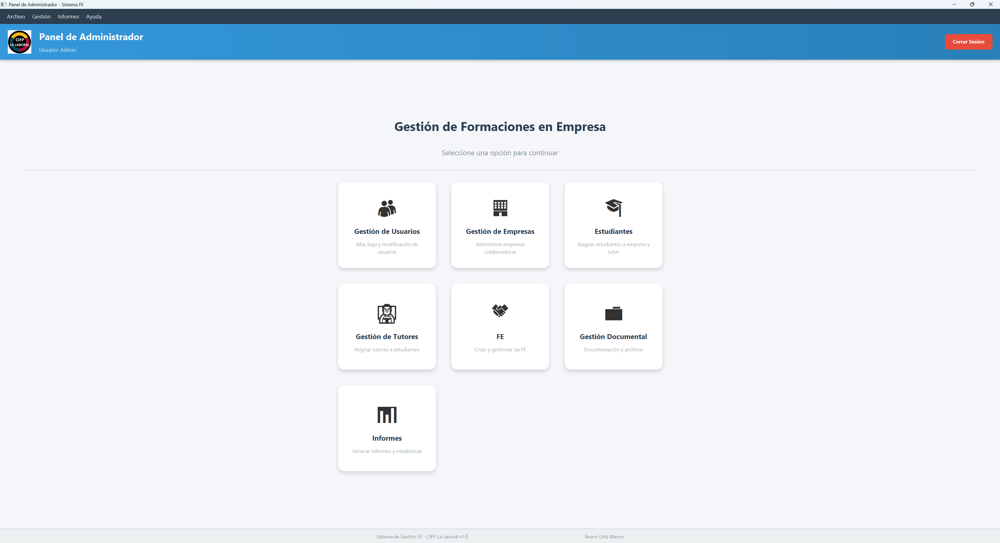 Panel de Administrador - Sistema FE
Archivo Gestión Informes Ayuda
CIFP
LA LABORAL
Panel de Administrador
Usuario: Admin
Cerrar Sesión
Gestión de Formaciones en Empresa
Seleccione una opción para continuar
Gestión de Usuarios
Alta, baja y modificación de
usuarios
Gestión de Empresas
Administrar empresas
colaboradoras
Estudiantes
Asignar estudiantes a empresa y
tutor
Gestión de Tutores
Asignar tutores a estudiantes
FE
Crear y gestionar las FE
Gestión Documental
Documentación y archivos
Informes
Generar informes y estadísticas
Sistema de Gestión FE - CIFP La Laboral v1.0
Bruno Ortiz Blanco